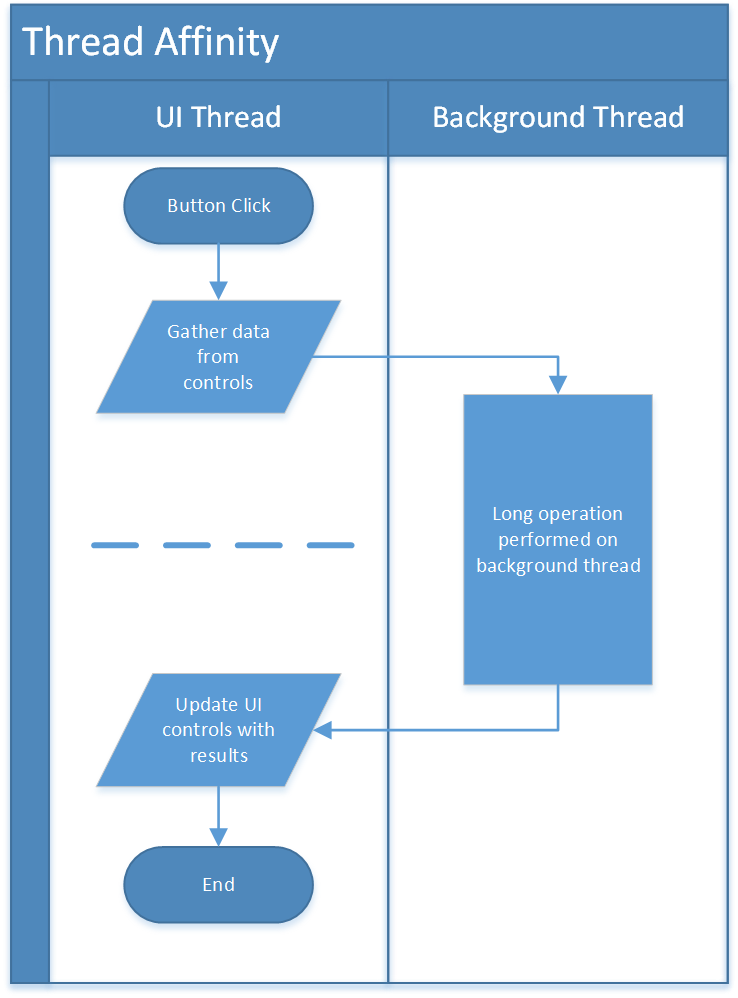 Thread Affinity
UI Thread
Background Thread
Button Click
Gather data
from
controls
Long operation
performed on
background thread
Update UI
controls with
results
End